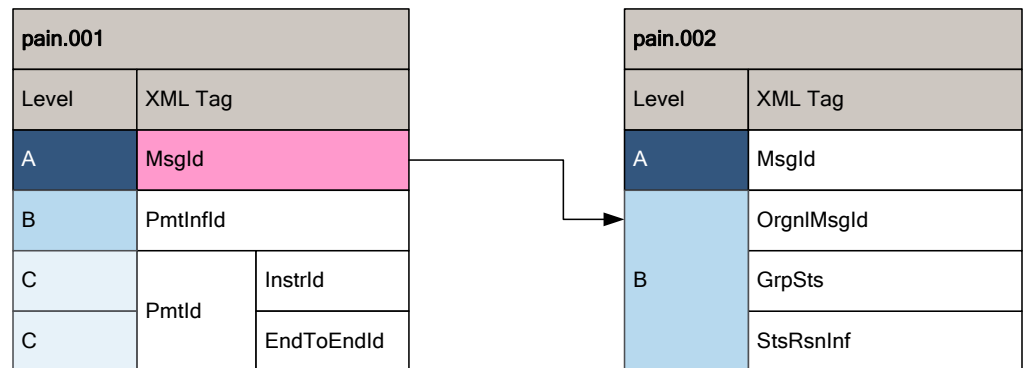 pain.001
Level XML Tag
A MsgId
B PmtInfId
C PmtId InstrId
C EndToEndId
pain.002
Level XML Tag
A MsgId
B OrgnlMsgId
GrpSts
StsRsnInf